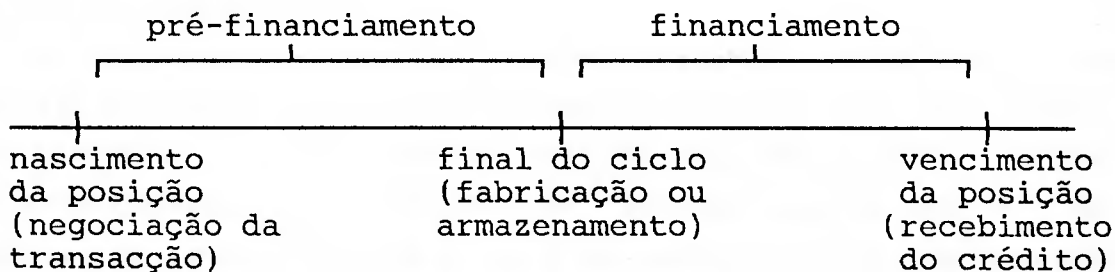 pré-financiamento financiamento
nascimento final do ciclo vencimento
da posição (fabricação ou da posição
(negociação da armazenamento) (recebimento
transacção) do crédito)